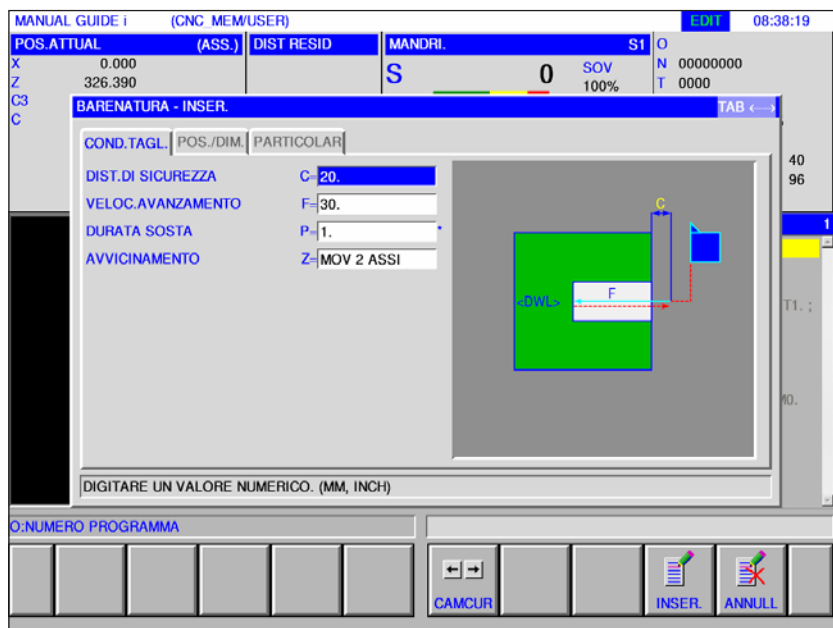 MANUAL GUIDE i (CNC_MEM/USER) EDIT 08:38:19
POS.ATTUAL (ASS.) DIST RESID MANDRI. S1 O
X 0.000 S 0 SOV 100% N 00000000
Z 326.390 T 0000
C3
C
BARENATURA - INSER. TAB ←→
COND.TAGL. POS./DIM. PARTICOLAR
DIST.DI SICUREZZA C= 20.
VELOC.AVANZAMENTO F= 30.
DURATA SOSTA P= 1. *
AVVICINAMENTO Z= MOV 2 ASSI
C
<DWL> F
40
96
1
T1. ;
M0.
DIGITARE UN VALORE NUMERICO. (MM, INCH)
O:NUMERO PROGRAMMA
CAMCUR INSER. ANNULL